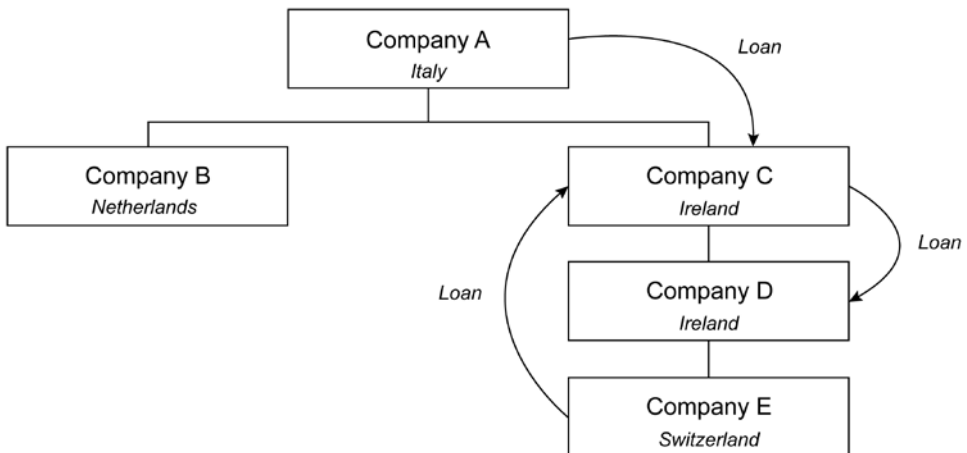 Company A
Italy
Loan
Company B
Netherlands
Company C
Ireland
Loan
Loan
Company D
Ireland
Company E
Switzerland